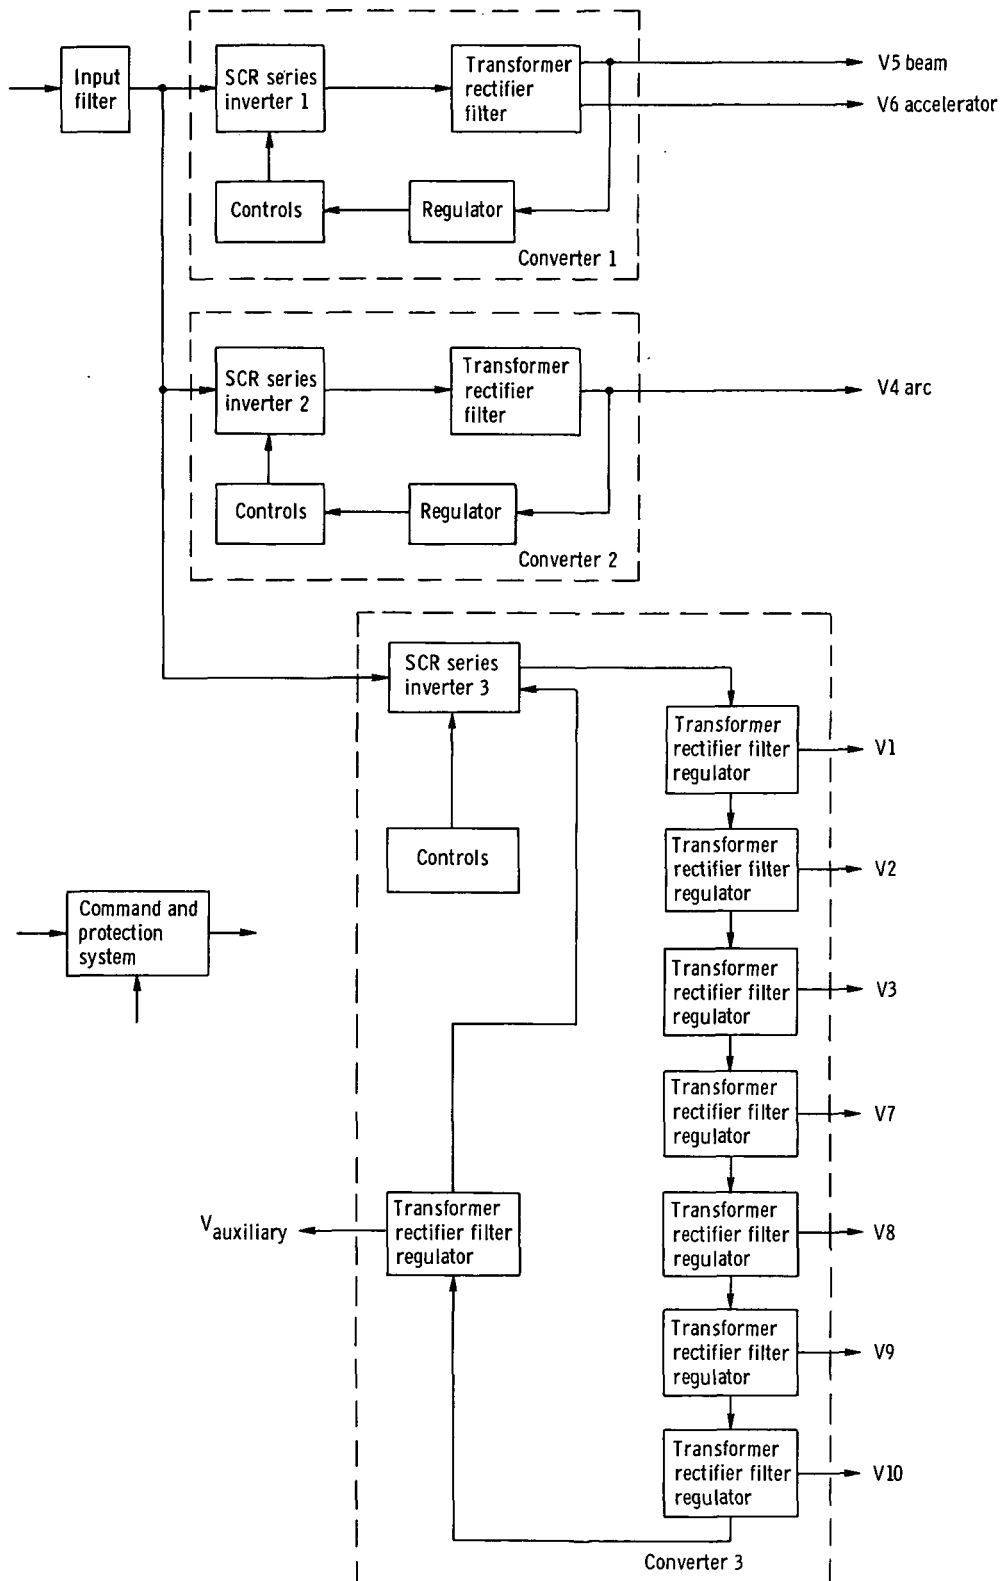 Input
filter
SCR series
inverter 1
Transformer
rectifier
filter
V5 beam
V6 accelerator
Controls
Regulator
Converter 1
SCR series
inverter 2
Transformer
rectifier
filter
V4 arc
Controls
Regulator
Converter 2
SCR series
inverter 3
Transformer
rectifier filter
regulator
V1
Controls
Transformer
rectifier filter
regulator
V2
Command and
protection
system
Transformer
rectifier filter
regulator
V3
Transformer
rectifier filter
regulator
V7
Vauxiliary
Transformer
rectifier filter
regulator
Transformer
rectifier filter
regulator
V8
Transformer
rectifier filter
regulator
V9
Transformer
rectifier filter
regulator
V10
Converter 3